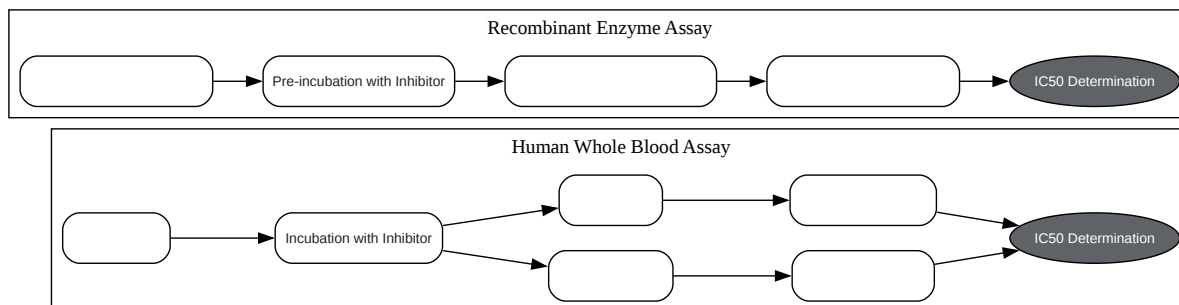 Recombinant Enzyme Assay
Pre-incubation with Inhibitor
IC50 Determination
Human Whole Blood Assay
Incubation with Inhibitor
IC50 Determination